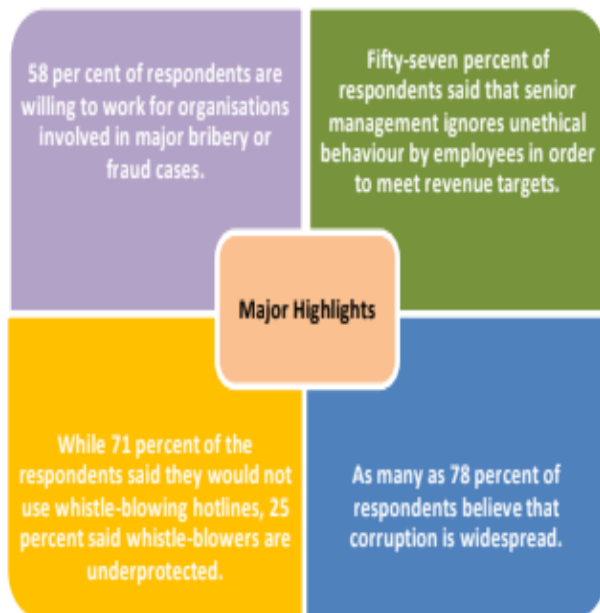 58 per cent of respondents are
willing to work for organisations
involved in major bribery or
fraud cases.
Fifty-seven percent of
respondents said that senior
management ignores unethical
behaviour by employees in order
to meet revenue targets.
Major Highlights
While 71 percent of the
respondents said they would not
use whistle-blowing hotlines, 25
percent said whistle-blowers are
underprotected.
As many as 78 percent of
respondents believe that
corruption is widespread.